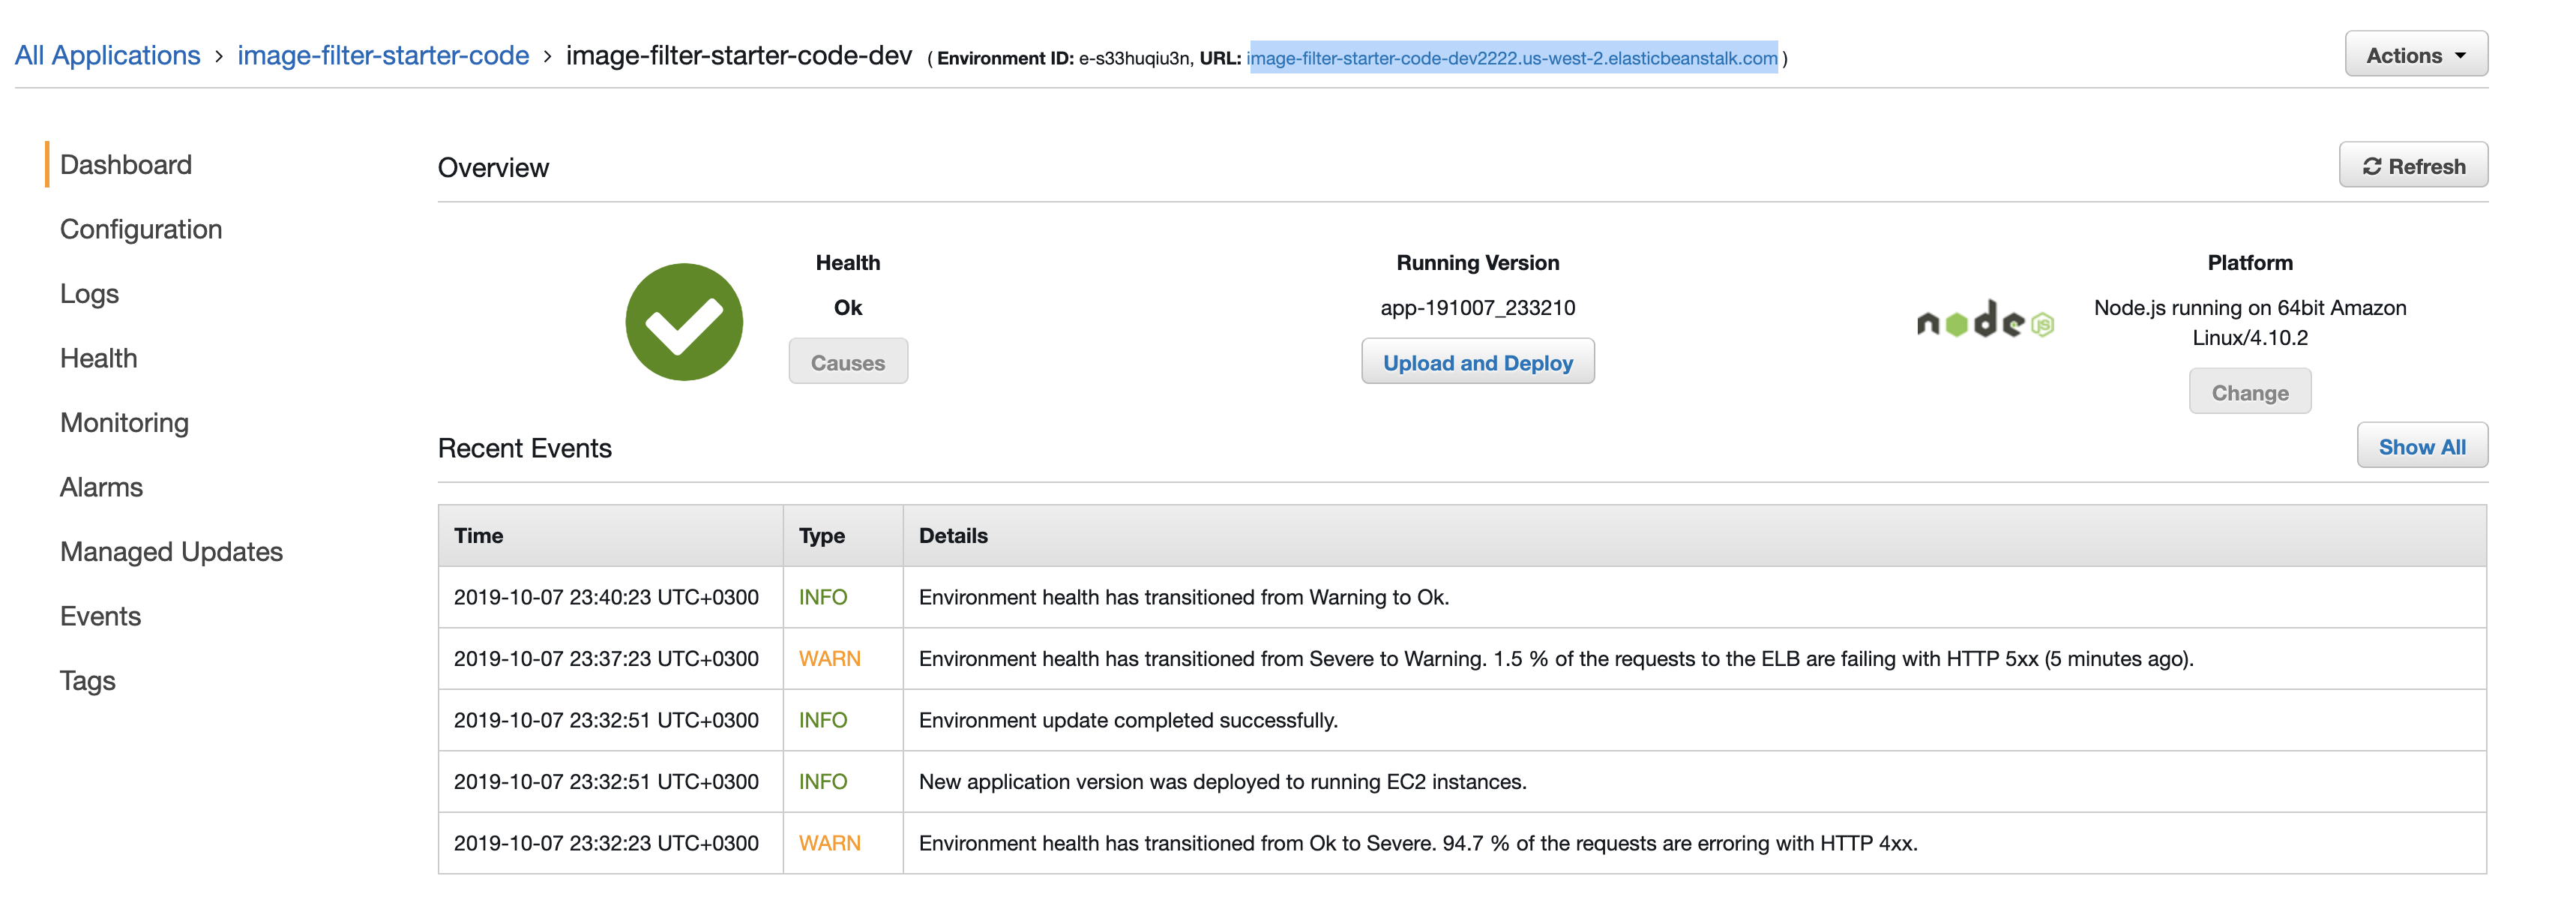 All Applications › image-filter-starter-code › image-filter-starter-code-dev ( Environment ID: e-s33huqiu3n, URL: image-filter-starter-code-dev2222.us-west-2.elasticbeanstalk.com )
Actions
Dashboard
Configuration
Logs
Health
Monitoring
Alarms
Managed Updates
Events
Tags
Overview
Refresh
Health
Ok
Causes
Running Version
app-191007_233210
Upload and Deploy
node JS
Platform
Node.js running on 64bit Amazon
Linux/4.10.2
Change
Recent Events
Show All
Time Type Details
2019-10-07 23:40:23 UTC+0300 INFO Environment health has transitioned from Warning to Ok.
2019-10-07 23:37:23 UTC+0300 WARN Environment health has transitioned from Severe to Warning. 1.5 % of the requests to the ELB are failing with HTTP 5xx (5 minutes ago).
2019-10-07 23:32:51 UTC+0300 INFO Environment update completed successfully.
2019-10-07 23:32:51 UTC+0300 INFO New application version was deployed to running EC2 instances.
2019-10-07 23:32:23 UTC+0300 WARN Environment health has transitioned from Ok to Severe. 94.7 % of the requests are erroring with HTTP 4xx.